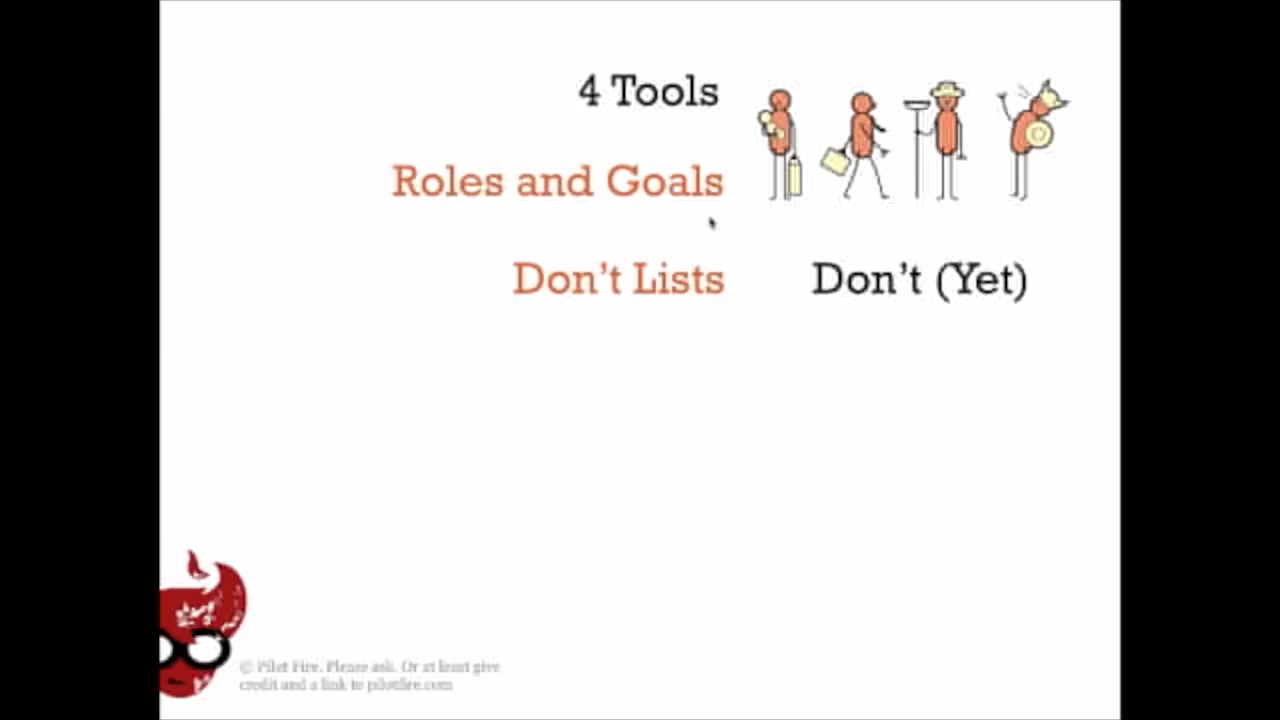 4 Tools
Roles and Goals
Don't Lists Don't (Yet)
© Pilot Fire. Please ask. Or at least give
credit and a link to pilotfire.com